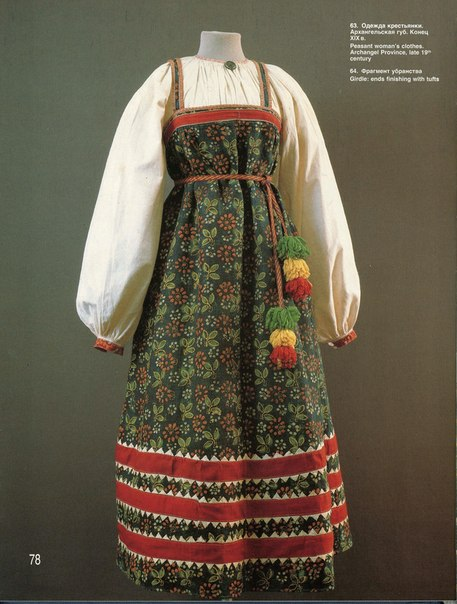 63. Одежда крестьянки.
Архангельская губ. Конец
XIX в.
Peasant woman's clothes.
Archangel Province, late 19th
century
64. Фрагмент убранства
Girdle: ends finishing with tufts
78